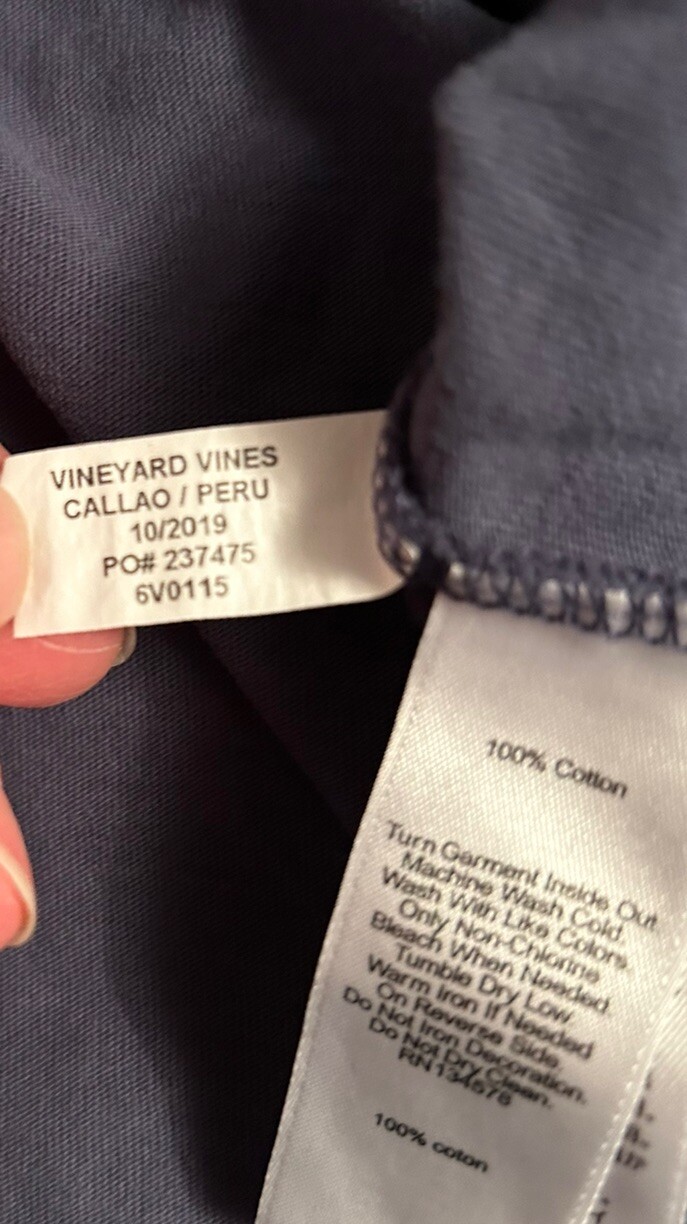 VINEYARD VINES
CALLAO / PERU
10/2019
PO# 237475
6V0115
100% Cotton
Turn Garment Inside Out
Machine Wash Cold.
Wash With Like Colors.
Only Non-Chlorine
Bleach When Needed
Tumble Dry Low
Warm Iron If Needed
On Reverse Side.
Do Not Iron Decoration.
Do Not Dry Clean.
RN134578
100% coton